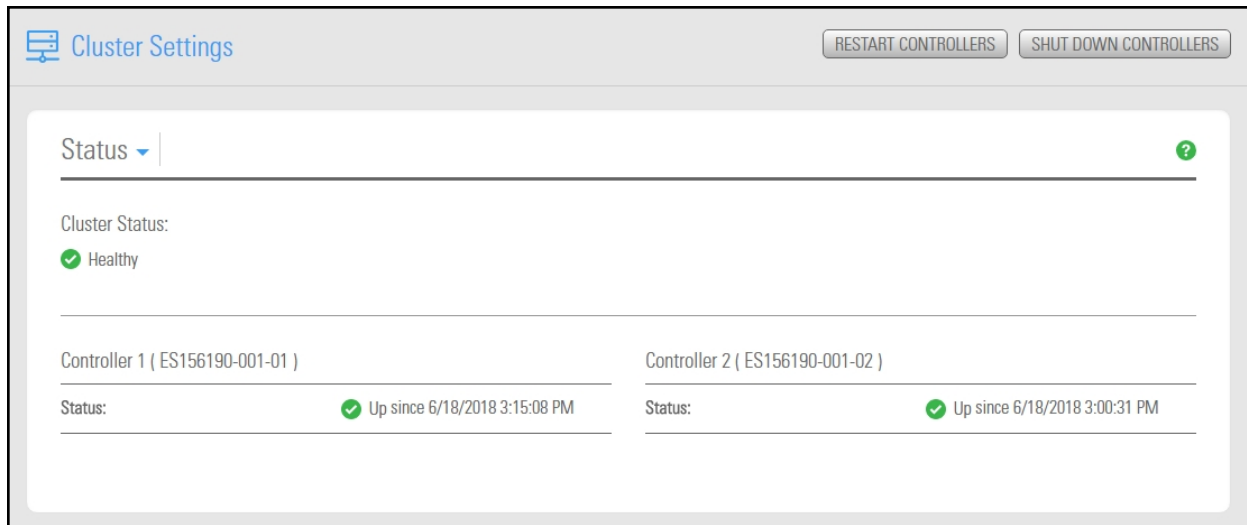 Cluster Settings
RESTART CONTROLLERS
SHUT DOWN CONTROLLERS
Status
?
Cluster Status:
Healthy
Controller 1 ( ES156190-001-01 )
Status:
Up since 6/18/2018 3:15:08 PM
Controller 2 ( ES156190-001-02 )
Status:
Up since 6/18/2018 3:00:31 PM